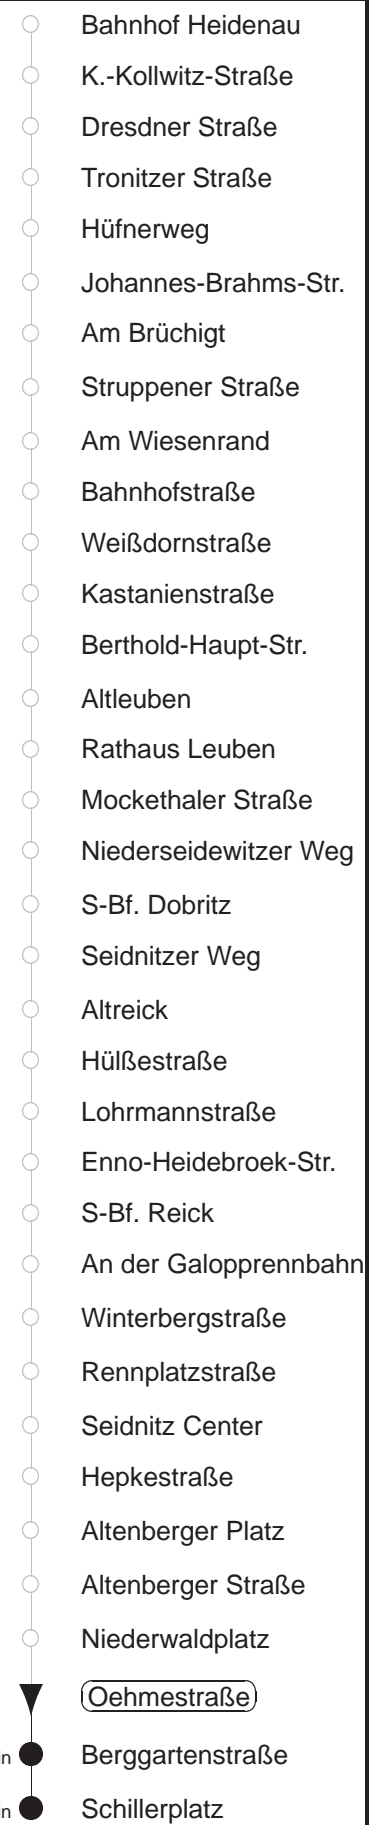 Bahnhof Heidenau
K.-Kollwitz-Straße
Dresdner Straße
Tronitzer Straße
Hüfnerweg
Johannes-Brahms-Str.
Am Brüchigt
Struppener Straße
Am Wiesenrand
Bahnhofstraße
Weißdornstraße
Kastanienstraße
Berthold-Haupt-Str.
Altleuben
Rathaus Leuben
Mockethaler Straße
Niederseidewitzer Weg
S-Bf. Dobritz
Seidnitzer Weg
Altreick
Hülßestraße
Lohrmannstraße
Enno-Heidebroek-Str.
S-Bf. Reick
An der Galopprennbahn
Winterbergstraße
Rennplatzstraße
Seidnitz Center
Hepkestraße
Altenberger Platz
Altenberger Straße
Niederwaldplatz
Oehmestraße
in Berggartenstraße
in Schillerplatz